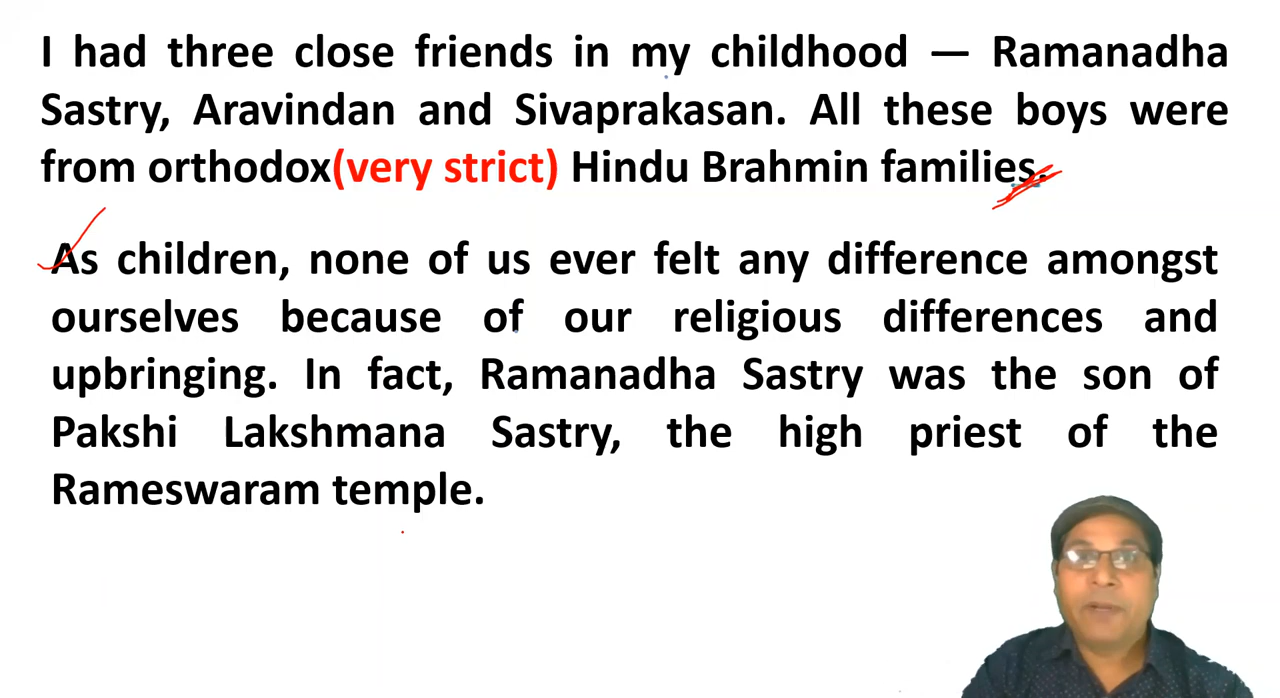 I had three close friends in my childhood — Ramanadha
Sastry, Aravindan and Sivaprakasan. All these boys were
from orthodox(very strict) Hindu Brahmin families.
As children, none of us ever felt any difference amongst
ourselves because of our religious differences and
upbringing. In fact, Ramanadha Sastry was the son of
Pakshi Lakshmana Sastry, the high priest of the
Rameswaram temple.